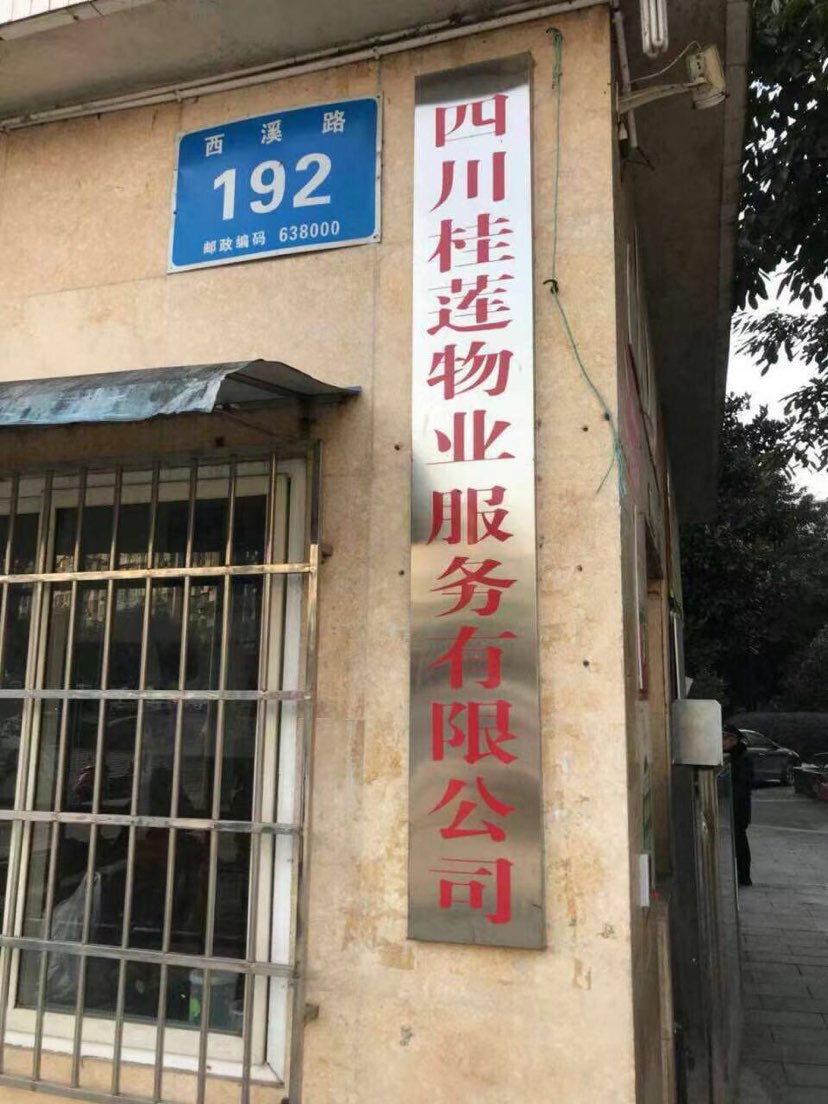 西溪路
192
邮政编码 638000
四川桂莲物业服务有限公司